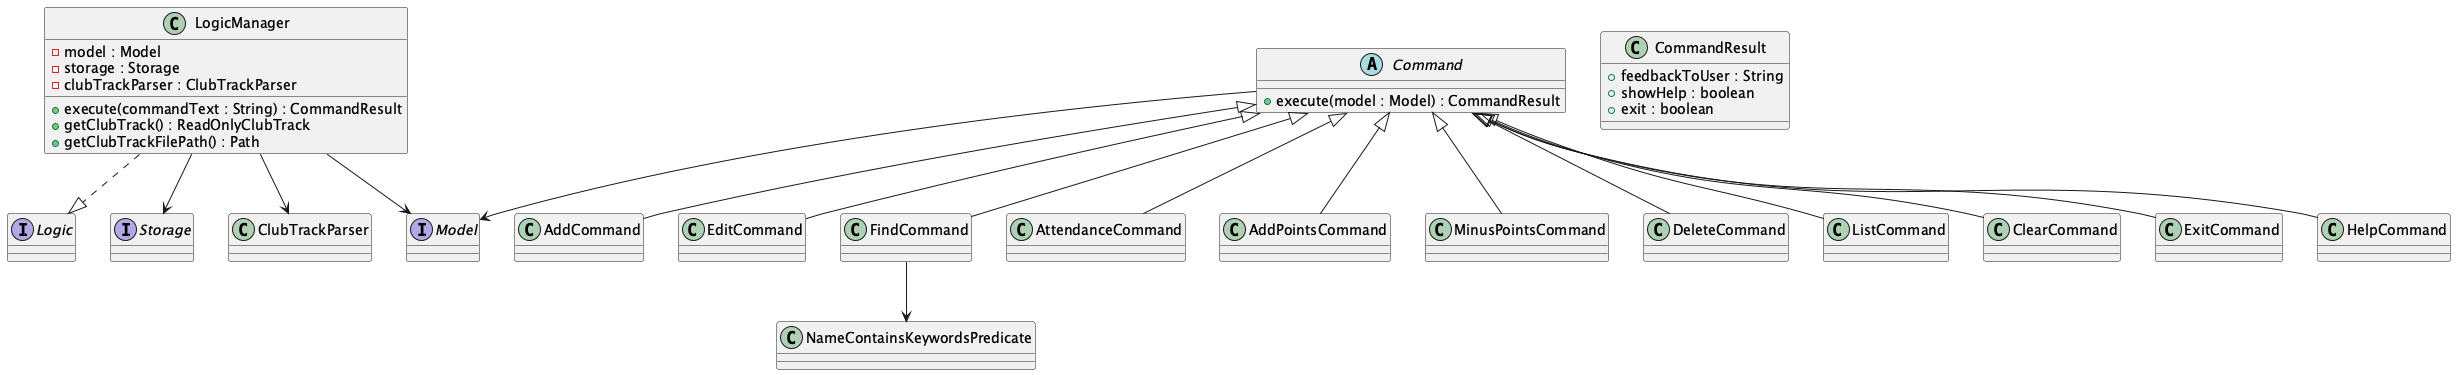 C LogicManager
model : Model
storage : Storage
clubTrackParser : ClubTrackParser
execute(commandText : String) : CommandResult
getClubTrack() : ReadOnlyClubTrack
getClubTrackFilePath() : Path
A Command
execute(model : Model) : CommandResult
C CommandResult
feedbackToUser : String
showHelp : boolean
exit : boolean
I Logic
I Storage
C ClubTrackParser
I Model
C AddCommand
C EditCommand
C FindCommand
C AttendanceCommand
C AddPointsCommand
C MinusPointsCommand
C DeleteCommand
C ListCommand
C ClearCommand
C ExitCommand
C HelpCommand
C NameContainsKeywordsPredicate